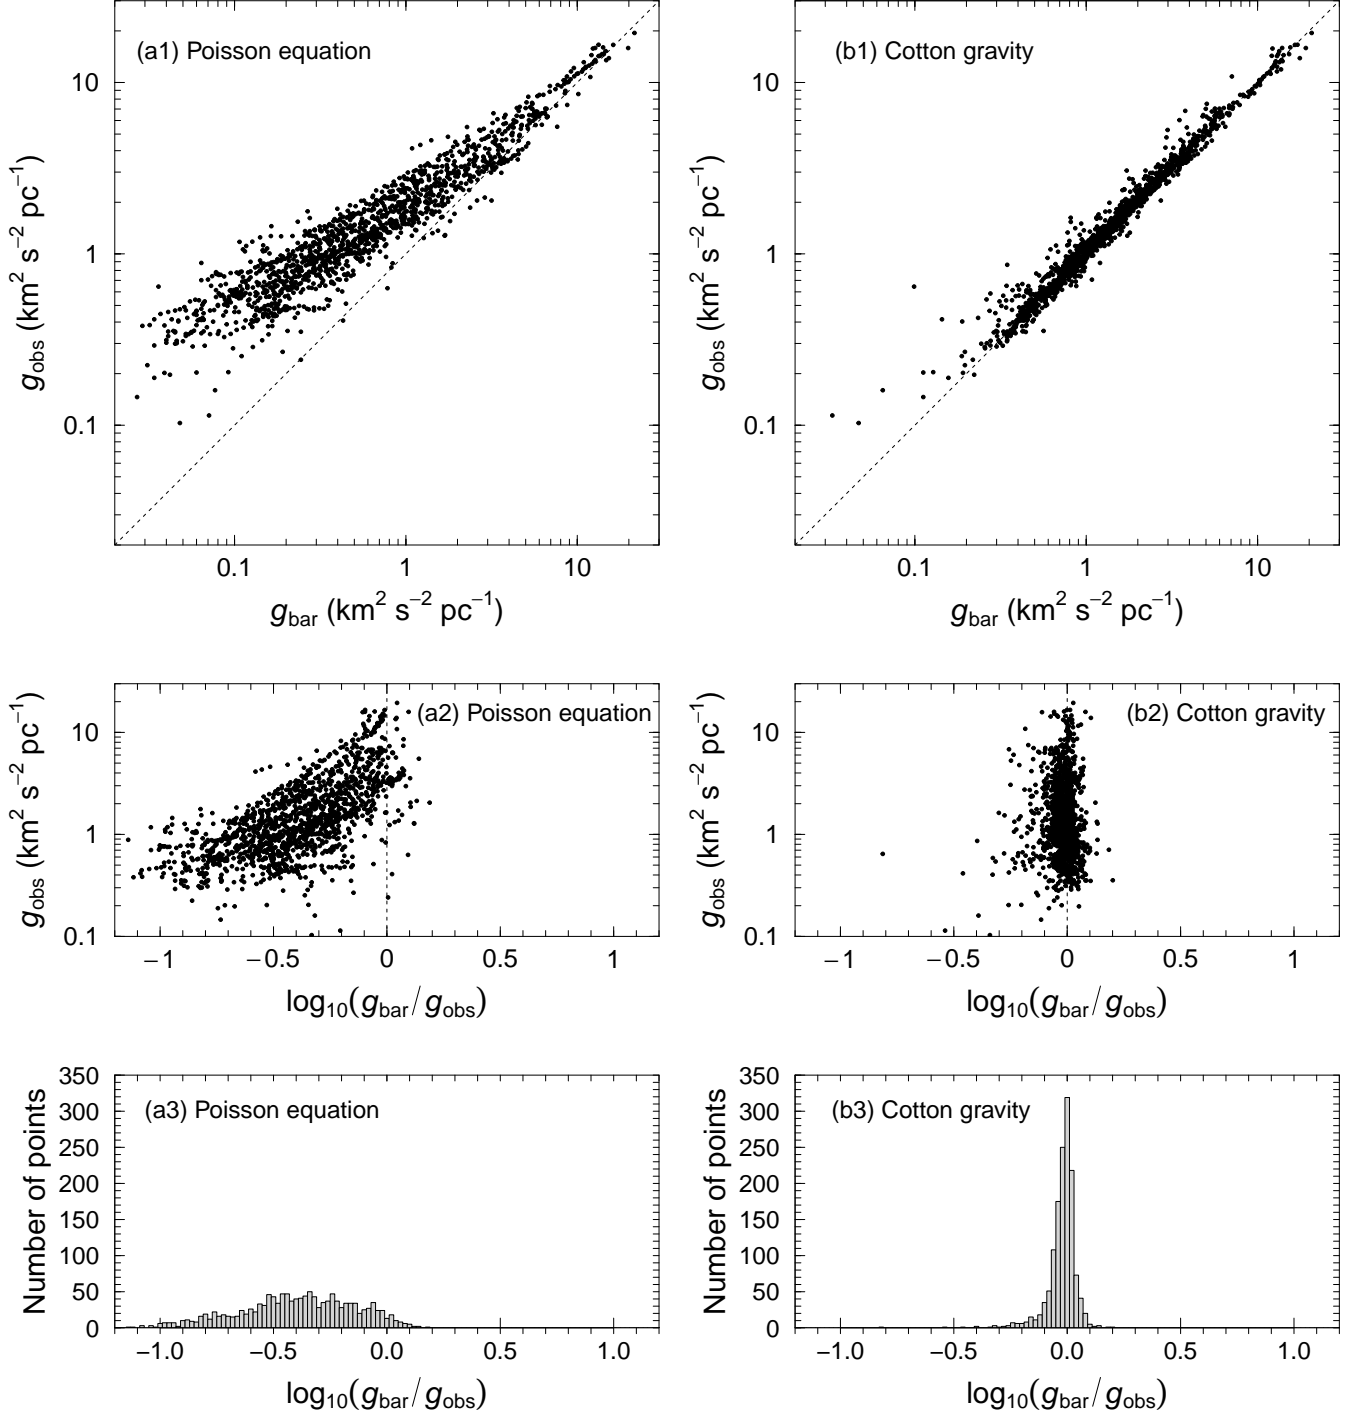 (a1) Poisson equation
10
1
0.1
g_obs (km² s⁻² pc⁻¹)
0.1 1 10
g_bar (km² s⁻² pc⁻¹)
(b1) Cotton gravity
10
1
0.1
g_obs (km² s⁻² pc⁻¹)
0.1 1 10
g_bar (km² s⁻² pc⁻¹)
(a2) Poisson equation
10
1
0.1
g_obs (km² s⁻² pc⁻¹)
−1 −0.5 0 0.5 1
log₁₀(g_bar/g_obs)
(b2) Cotton gravity
10
1
0.1
g_obs (km² s⁻² pc⁻¹)
−1 −0.5 0 0.5 1
log₁₀(g_bar/g_obs)
(a3) Poisson equation
350
300
250
200
150
100
50
0
Number of points
−1.0 −0.5 0.0 0.5 1.0
log₁₀(g_bar/g_obs)
(b3) Cotton gravity
350
300
250
200
150
100
50
0
Number of points
−1.0 −0.5 0.0 0.5 1.0
log₁₀(g_bar/g_obs)